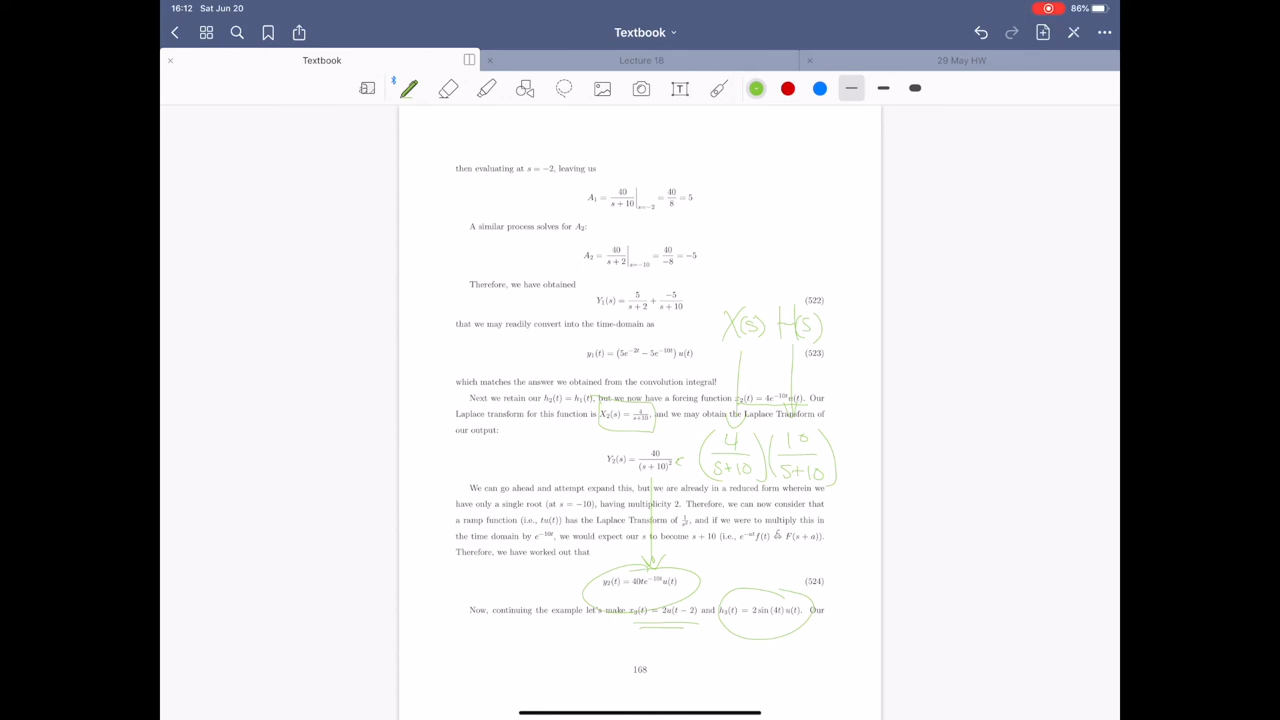 16:12 Sat Jun 20 86%
Textbook
Textbook Lecture 18 29 May HW
then evaluating at s = −2, leaving us
A₁ = 40/(s + 10) |ₛ₌₋₂ = 40/8 = 5
A similar process solves for A₂:
A₂ = 40/(s + 2) |ₛ₌₋₁₀ = 40/−8 = −5
Therefore, we have obtained
Y₁(s) = 5/(s + 2) + −5/(s + 10) (522)
X(s) H(s)
that we may readily convert into the time-domain as
y₁(t) = (5e^{−2t} − 5e^{−10t}) u(t) (523)
which matches the answer we obtained from the convolution integral!
Next we retain our h₂(t) = h₁(t), but we now have a forcing function x₂(t) = 4e^{−10t}u(t). Our
Laplace transform for this function is X₂(s) = 4/(s+10), and we may obtain the Laplace Transform of
our output:
Y₂(s) = 40/(s + 10)² (4/(s+10)) (10/(s+10))
We can go ahead and attempt expand this, but we are already in a reduced form wherein we
have only a single root (at s = −10), having multiplicity 2. Therefore, we can now consider that
a ramp function (i.e., tu(t)) has the Laplace Transform of 1/s², and if we were to multiply this in
the time domain by e^{−10t}, we would expect our s to become s + 10 (i.e., e^{−at}f(t) ⇔ F(s + a)).
Therefore, we have worked out that
y₂(t) = 40te^{−10t}u(t) (524)
Now, continuing the example let's make x₃(t) = 2u(t − 2) and h₃(t) = 2 sin (4t) u(t). Our
168